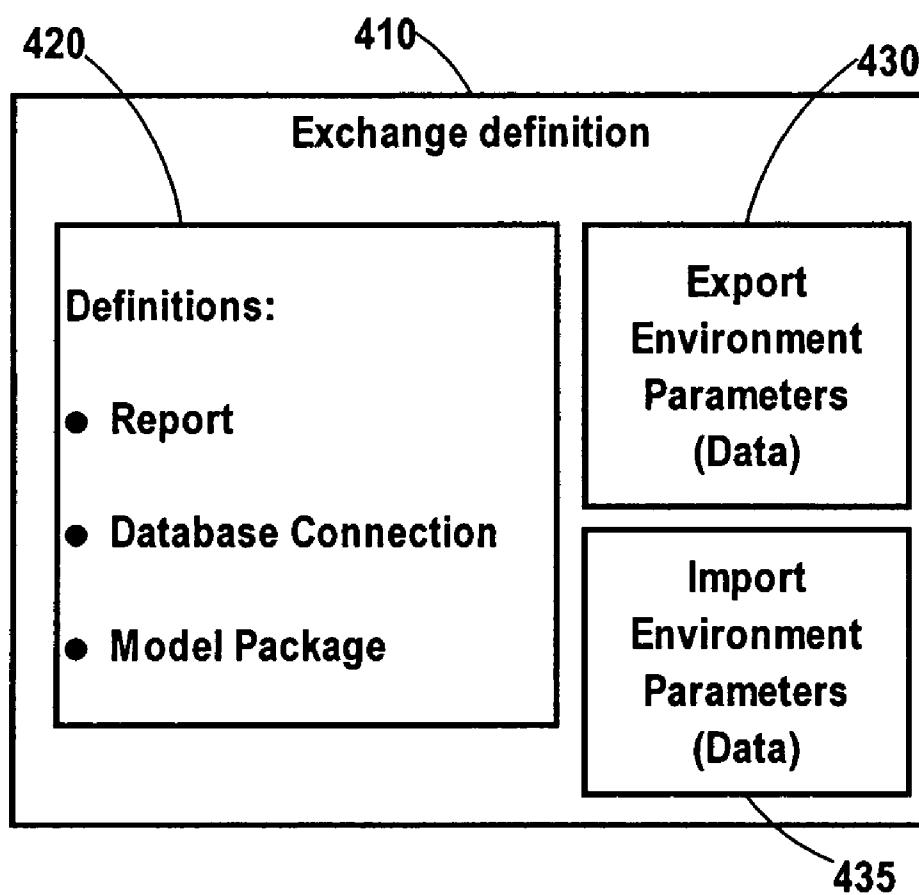 420
410
430
Exchange definition
Definitions:
● Report
● Database Connection
● Model Package
Export
Environment
Parameters
(Data)
Import
Environment
Parameters
(Data)
435